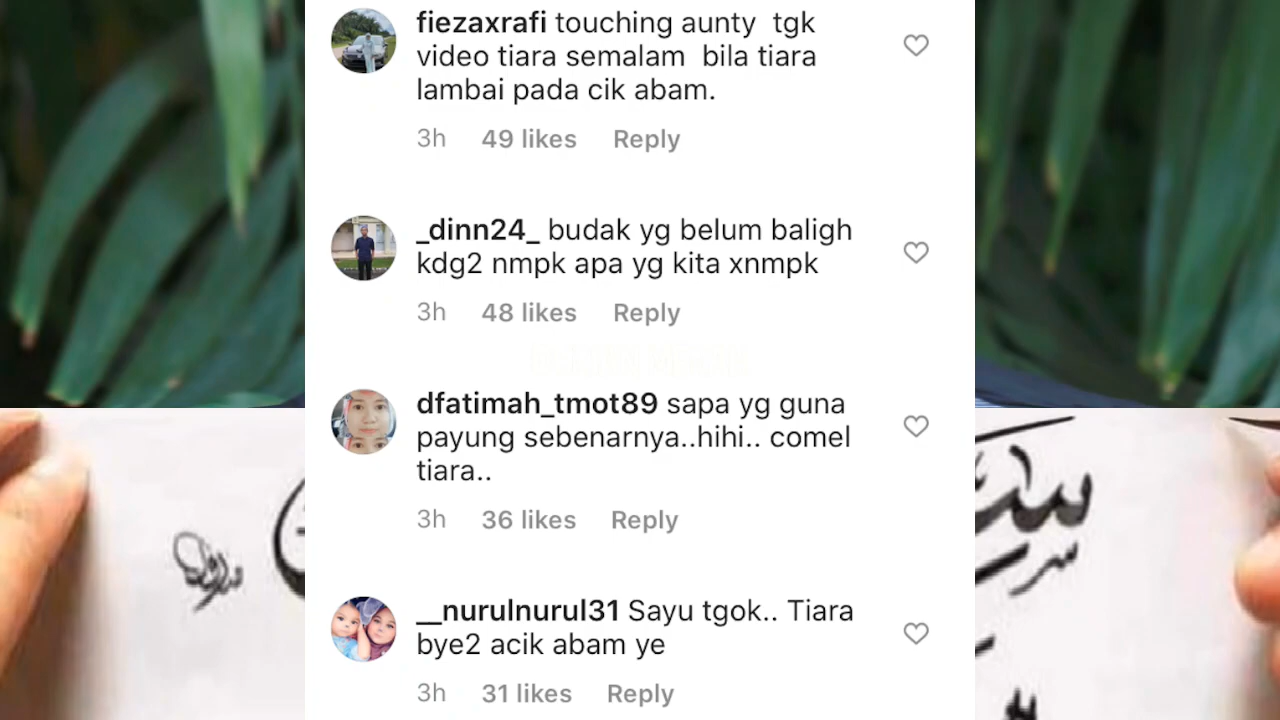 fiezaxrafi touching aunty tgk
video tiara semalam bila tiara
lambai pada cik abam.
3h 49 likes Reply
_dinn24_ budak yg belum baligh
kdg2 nmpk apa yg kita xnmpk
3h 48 likes Reply
dfatimah_tmot89 sapa yg guna
payung sebenarnya..hihi.. comel
tiara..
3h 36 likes Reply
__nurulnurul31 Sayu tgok.. Tiara
bye2 acik abam ye
3h 31 likes Reply